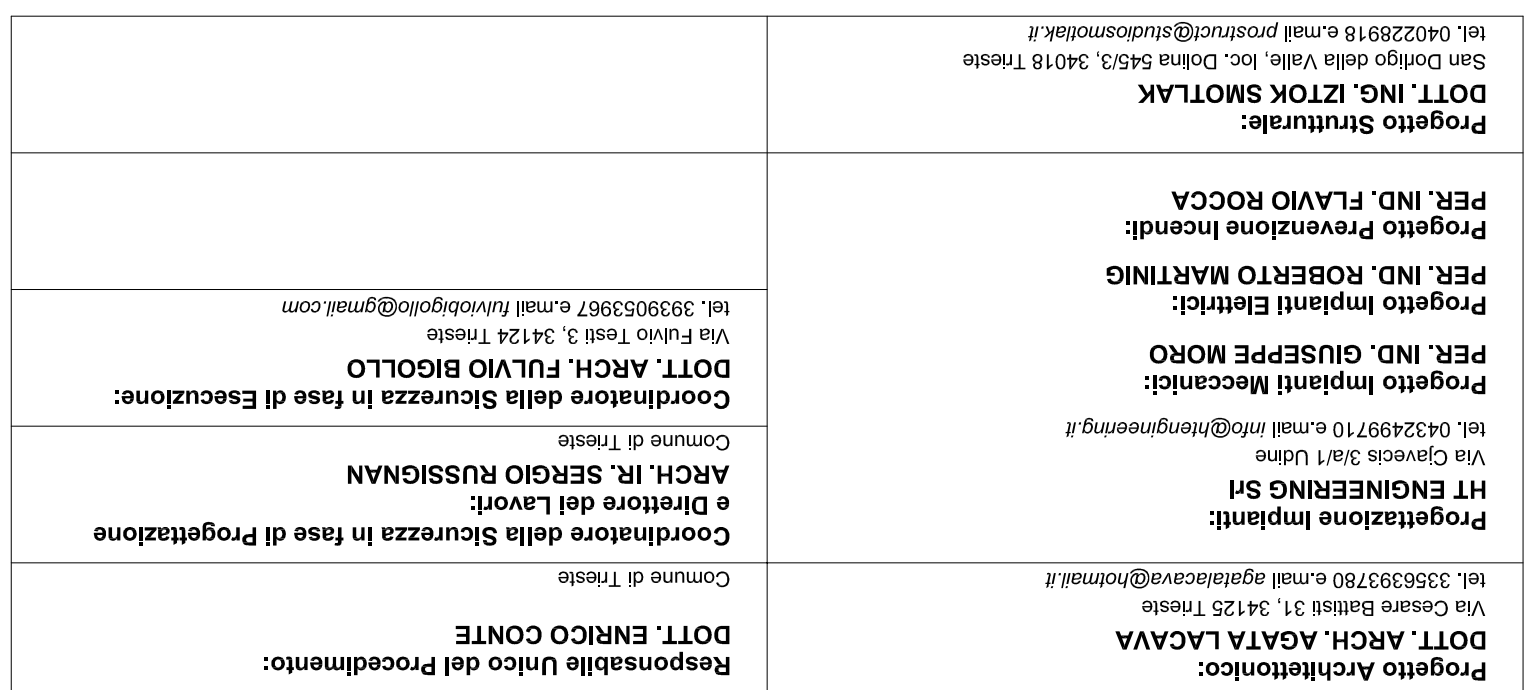 Progetto Architettonico:
DOTT. ARCH. AGATA LACAVA
Via Cesare Battisti 31, 34125 Trieste
tel. 3356393780 e.mail agatalacava@hotmail.it
Responsabile Unico del Procedimento:
DOTT. ENRICO CONTE
Comune di Trieste
Progettazione Impianti:
HT ENGINEERING Srl
Via Cjavecis 3/a/1 Udine
tel. 0432499710 e.mail info@htengineering.it
Progetto Impianti Meccanici:
PER. IND. GIUSEPPE MORO
Progetto Impianti Elettrici:
PER. IND. ROBERTO MARTINIG
Progetto Prevenzione Incendi:
PER. IND. FLAVIO ROCCA
Coordinatore della Sicurezza in fase di Progettazione
e Direttore dei Lavori:
ARCH. IR. SERGIO RUSSIGNAN
Comune di Trieste
Coordinatore della Sicurezza in fase di Esecuzione:
DOTT. ARCH. FULVIO BIGOLLO
Via Fulvio Testi 3, 34124 Trieste
tel. 3939053967 e.mail fulviobigollo@gmail.com
Progetto Strutturale:
DOTT. ING. IZTOK SMOTLAK
San Dorligo della Valle, loc. Dolina 545/3, 34018 Trieste
tel. 040228918 e.mail prostruct@studiosmotlak.it